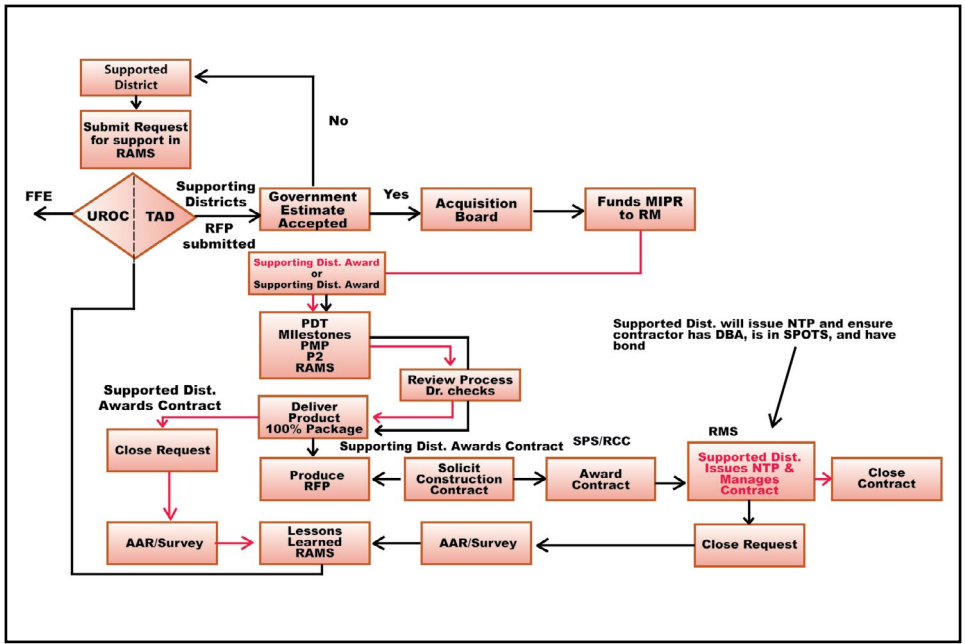 Supported
District
No
Submit Request
for support in
RAMS
FFE
UROC
TAD
Supporting
Districts
RFP
submitted
Government
Estimate
Accepted
Yes
Acquisition
Board
Funds MIPR
to RM
Supporting Dist. Award
or
Supporting Dist. Award
PDT
MIlestones
PMP
P2
RAMS
Supported Dist. will issue NTP and ensure
contractor has DBA, is in SPOTS, and have
bond
Review Process
Dr. checks
Supported Dist.
Awards Contract
Deliver
Product
100% Package
Close Request
Supporting Dist. Awards Contract
SPS/RCC
RMS
Produce
RFP
Solicit
Construction
Contract
Award
Contract
Supported Dist.
Issues NTP &
Manages
Contract
Close
Contract
AAR/Survey
Lessons
Learned
RAMS
AAR/Survey
Close Request